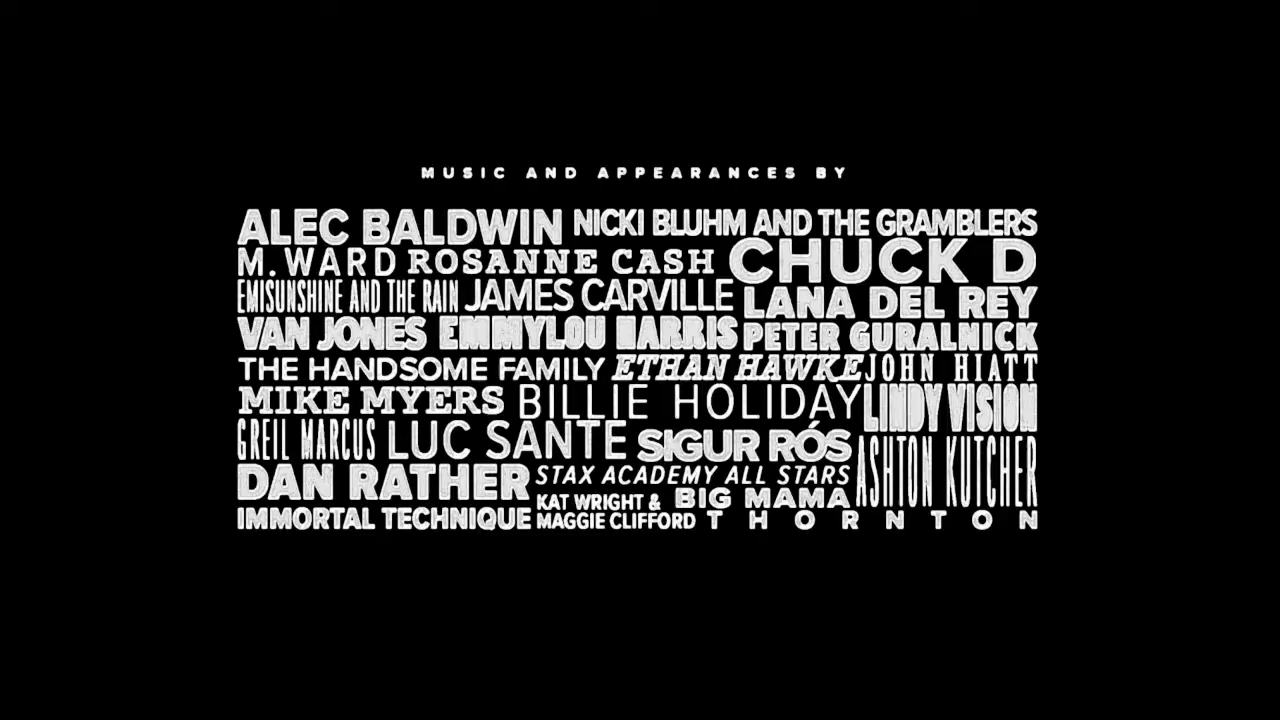 MUSIC AND APPEARANCES BY
ALEC BALDWIN NICKI BLUHM AND THE GRAMBLERS
M. WARD ROSANNE CASH CHUCK D
EMISUNSHINE AND THE RAIN JAMES CARVILLE LANA DEL REY
VAN JONES EMMYLOU HARRIS PETER GURALNICK
THE HANDSOME FAMILY ETHAN HAWKE JOHN HIATT
MIKE MYERS BILLIE HOLIDAY LINDY VISION
GREIL MARCUS LUC SANTE SIGUR RÓS ASHTON KUTCHER
DAN RATHER STAX ACADEMY ALL STARS
KAT WRIGHT & BIG MAMA
IMMORTAL TECHNIQUE MAGGIE CLIFFORD THORNTON